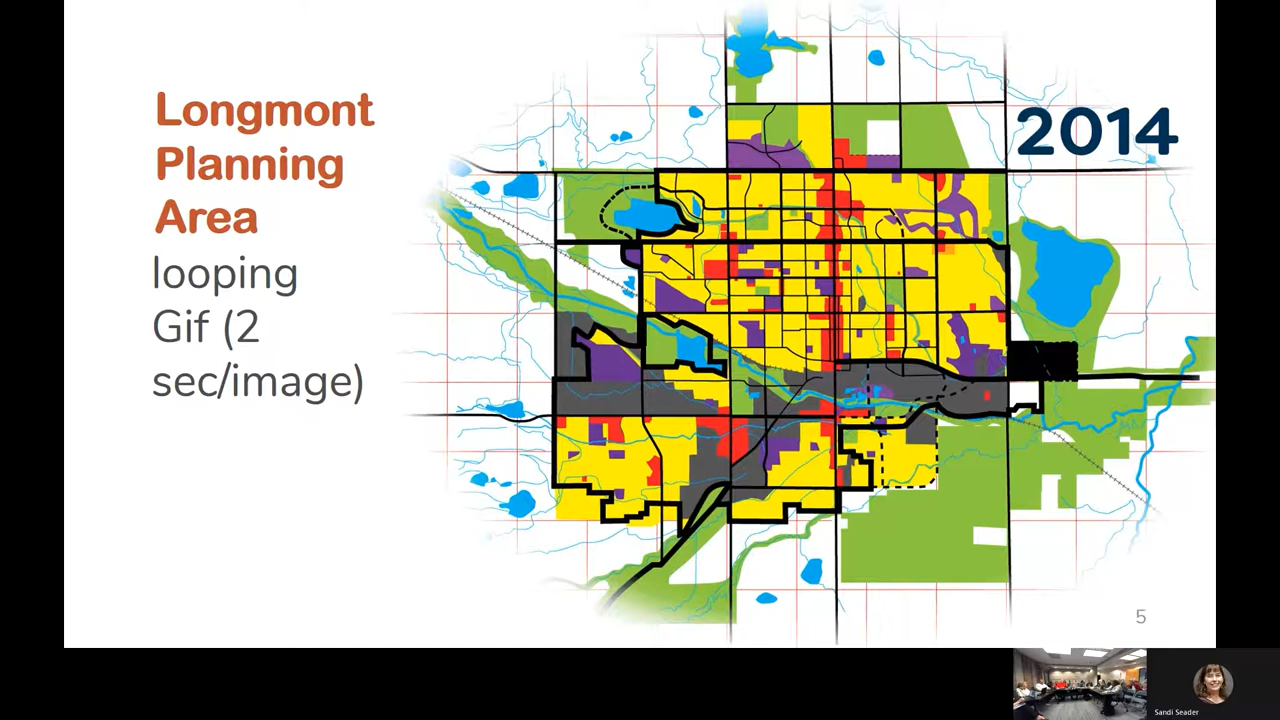 Longmont
Planning
Area
looping
Gif (2
sec/image)
2014
5
Sandi Seader